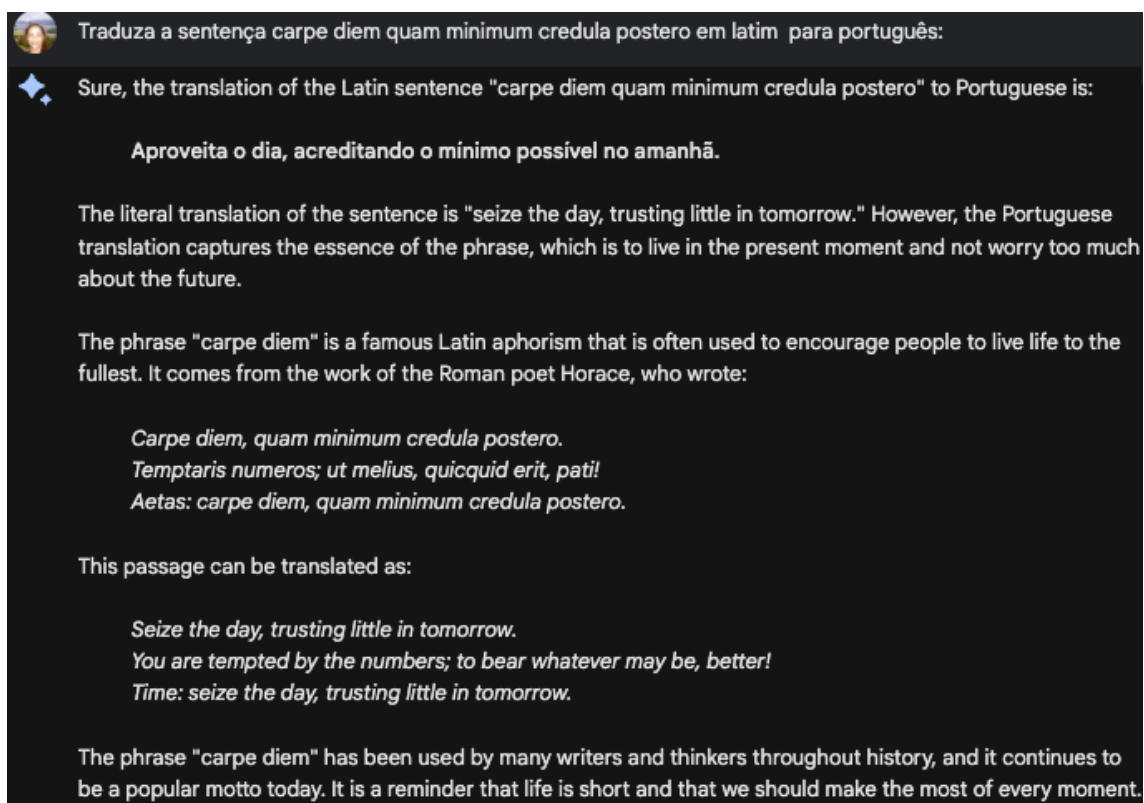 Traduza a sentença carpe diem quam minimum credula postero em latim para português:
Sure, the translation of the Latin sentence "carpe diem quam minimum credula postero" to Portuguese is:
Aproveita o dia, acreditando o mínimo possível no amanhã.
The literal translation of the sentence is "seize the day, trusting little in tomorrow." However, the Portuguese
translation captures the essence of the phrase, which is to live in the present moment and not worry too much
about the future.
The phrase "carpe diem" is a famous Latin aphorism that is often used to encourage people to live life to the
fullest. It comes from the work of the Roman poet Horace, who wrote:
Carpe diem, quam minimum credula postero.
Temptaris numeros; ut melius, quicquid erit, pati!
Aetas: carpe diem, quam minimum credula postero.
This passage can be translated as:
Seize the day, trusting little in tomorrow.
You are tempted by the numbers; to bear whatever may be, better!
Time: seize the day, trusting little in tomorrow.
The phrase "carpe diem" has been used by many writers and thinkers throughout history, and it continues to
be a popular motto today. It is a reminder that life is short and that we should make the most of every moment.